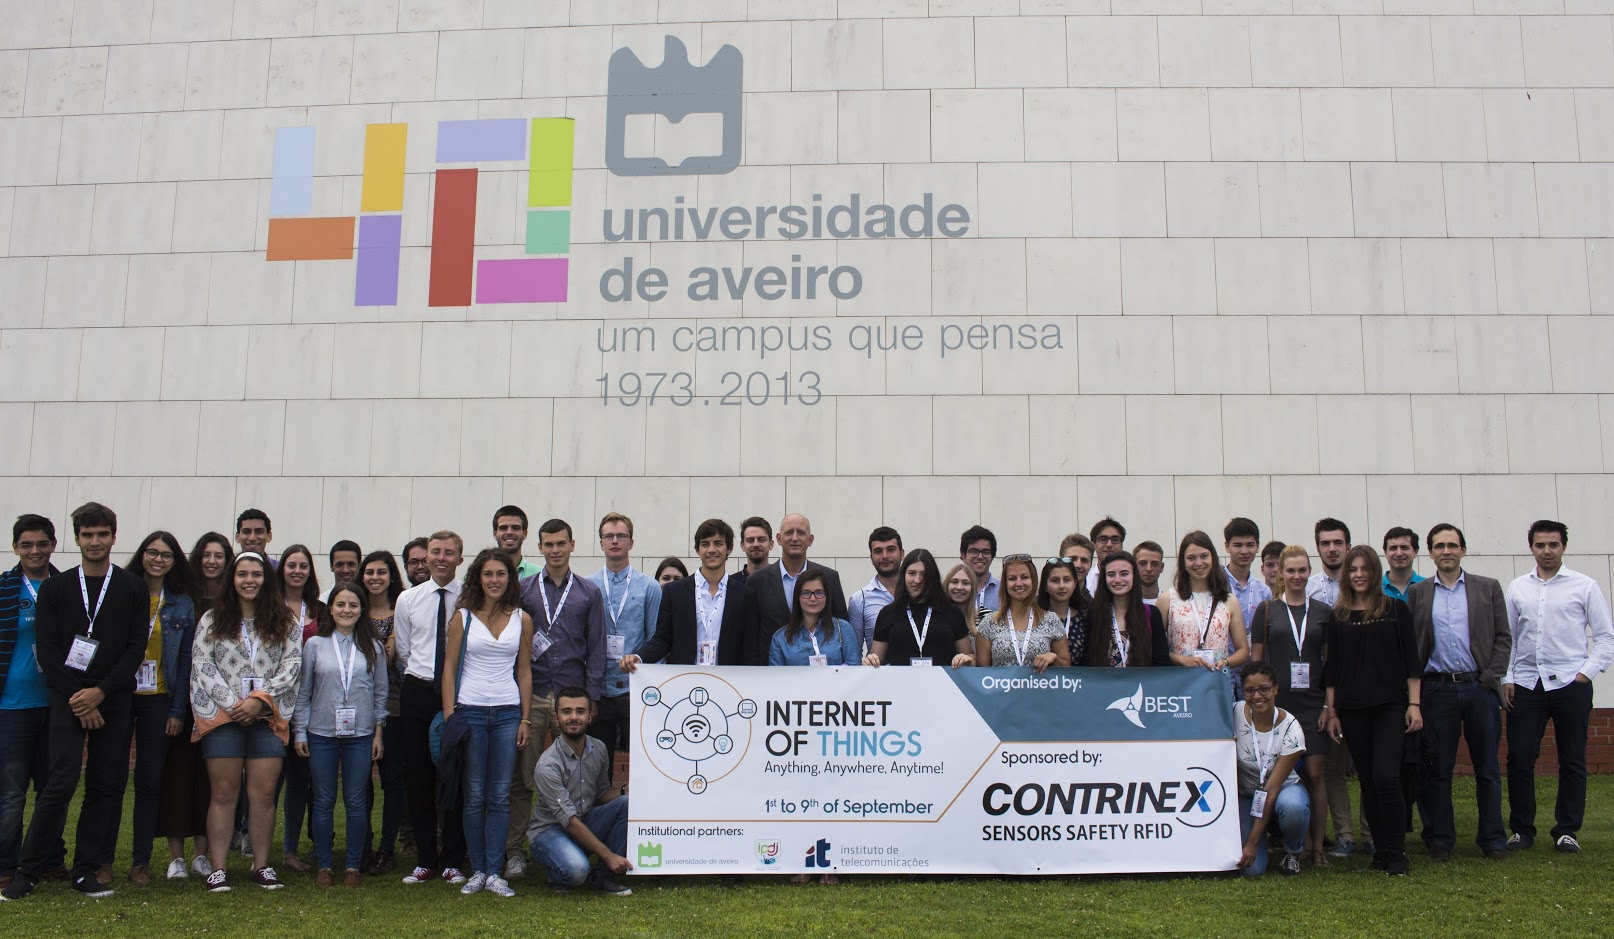 40
universidade
de aveiro
um campus que pensa
1973.2013
INTERNET
OF THINGS
Anything, Anywhere, Anytime!
1st to 9th of September
Institutional partners:
universidade de aveiro
ipdj
it
instituto de
telecomunicações
Organised by:
BEST
AVEIRO
Sponsored by:
CONTRINEX
SENSORS SAFETY RFID